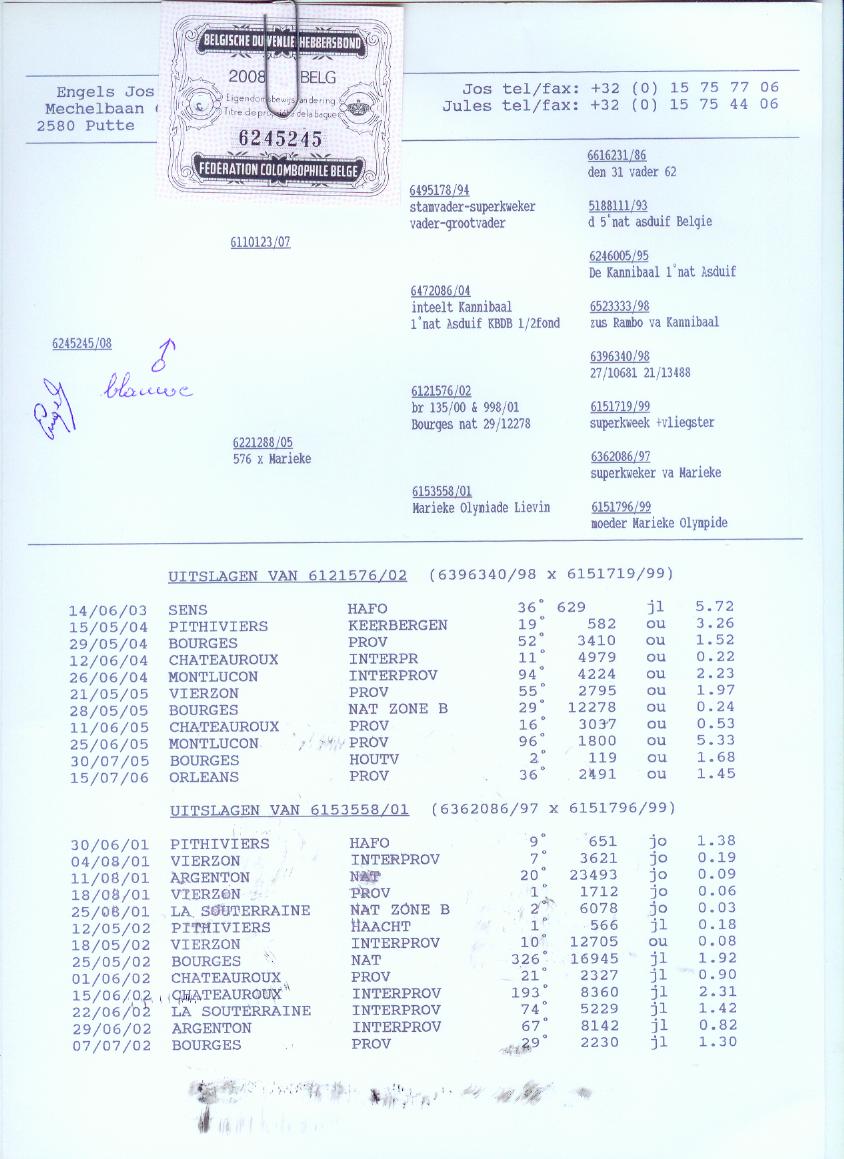 BELGISCHE DUIVENLIEFHEBBERSBOND
2008 BELG
Eigendomsbewijs van den ring
Titre de propriété de la bague
6245245
FÉDÉRATION COLOMBOPHILE BELGE
Engels Jos
Mechelbaan
2580 Putte
Jos tel/fax: +32 (0) 15 75 77 06
Jules tel/fax: +32 (0) 15 75 44 06
6245245/08
blauwe ♂
Engels
6110123/07
6221288/05
576 x Marieke
6495178/94
stamvader-superkweker
vader-grootvader
6472086/04
inteelt Kannibaal
1°nat Asduif KBDB 1/2fond
6121576/02
br 135/00 & 998/01
Bourges nat 29/12278
6153558/01
Marieke Olyniade Lievin
6616231/86
den 31 vader 62
5188111/93
d 5°nat asduif Belgie
6246005/95
De Kannibaal 1°nat Asduif
6523333/98
zus Rambo va Kannibaal
6396340/98
27/10681 21/13488
6151719/99
superkweek +vliegster
6362086/97
superkweker va Marieke
6151796/99
moeder Marieke Olympide
UITSLAGEN VAN 6121576/02 (6396340/98 x 6151719/99)
14/06/03 SENS HAFO 36° 629 jl 5.72
15/05/04 PITHIVIERS KEERBERGEN 19° 582 ou 3.26
29/05/04 BOURGES PROV 52° 3410 ou 1.52
12/06/04 CHATEAUROUX INTERPR 11° 4979 ou 0.22
26/06/04 MONTLUCON INTERPROV 94° 4224 ou 2.23
21/05/05 VIERZON PROV 55° 2795 ou 1.97
28/05/05 BOURGES NAT ZONE B 29° 12278 ou 0.24
11/06/05 CHATEAUROUX PROV 16° 3037 ou 0.53
25/06/05 MONTLUCON PROV 96° 1800 ou 5.33
30/07/05 BOURGES HOUTV 2° 119 ou 1.68
15/07/06 ORLEANS PROV 36° 2491 ou 1.45
UITSLAGEN VAN 6153558/01 (6362086/97 x 6151796/99)
30/06/01 PITHIVIERS HAFO 9° 651 jo 1.38
04/08/01 VIERZON INTERPROV 7° 3621 jo 0.19
11/08/01 ARGENTON NAT 20° 23493 jo 0.09
18/08/01 VIERZON PROV 1° 1712 jo 0.06
25/08/01 LA SOUTERRAINE NAT ZONE B 2° 6078 jo 0.03
12/05/02 PITHIVIERS HAACHT 1° 566 jl 0.18
18/05/02 VIERZON INTERPROV 10° 12705 ou 0.08
25/05/02 BOURGES NAT 326° 16945 jl 1.92
01/06/02 CHATEAUROUX PROV 21° 2327 jl 0.90
15/06/02 CHATEAUROUX INTERPROV 193° 8360 jl 2.31
22/06/02 LA SOUTERRAINE INTERPROV 74° 5229 jl 1.42
29/06/02 ARGENTON INTERPROV 67° 8142 jl 0.82
07/07/02 BOURGES PROV 29° 2230 jl 1.30